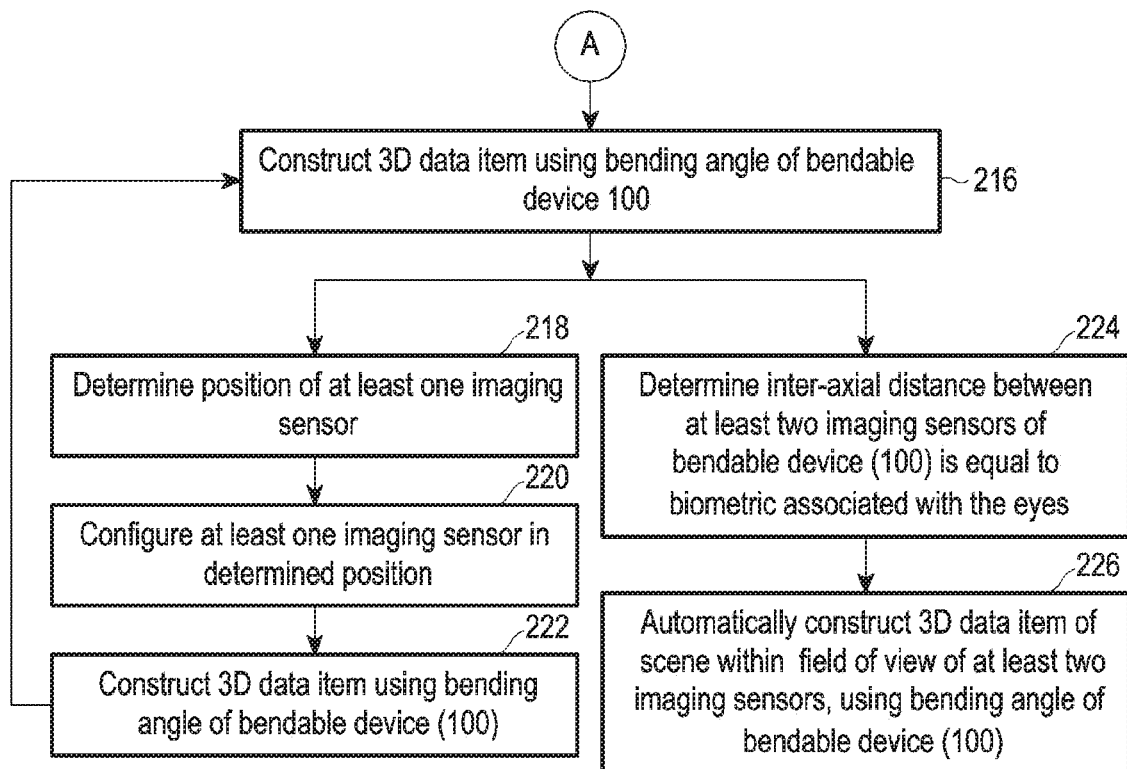 A
Construct 3D data item using bending angle of bendable
device 100
216
218
Determine position of at least one imaging
sensor
220
Configure at least one imaging sensor in
determined position
222
Construct 3D data item using bending
angle of bendable device (100)
224
Determine inter-axial distance between
at least two imaging sensors of
bendable device (100) is equal to
biometric associated with the eyes
226
Automatically construct 3D data item of
scene within field of view of at least two
imaging sensors, using bending angle of
bendable device (100)